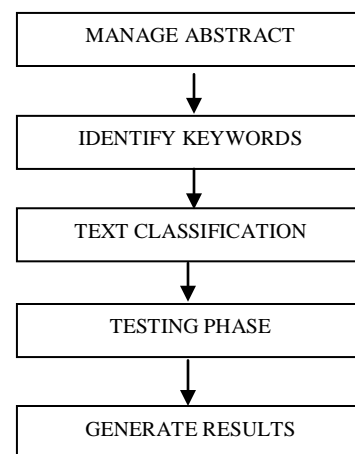 MANAGE ABSTRACT
IDENTIFY KEYWORDS
TEXT CLASSIFICATION
TESTING PHASE
GENERATE RESULTS